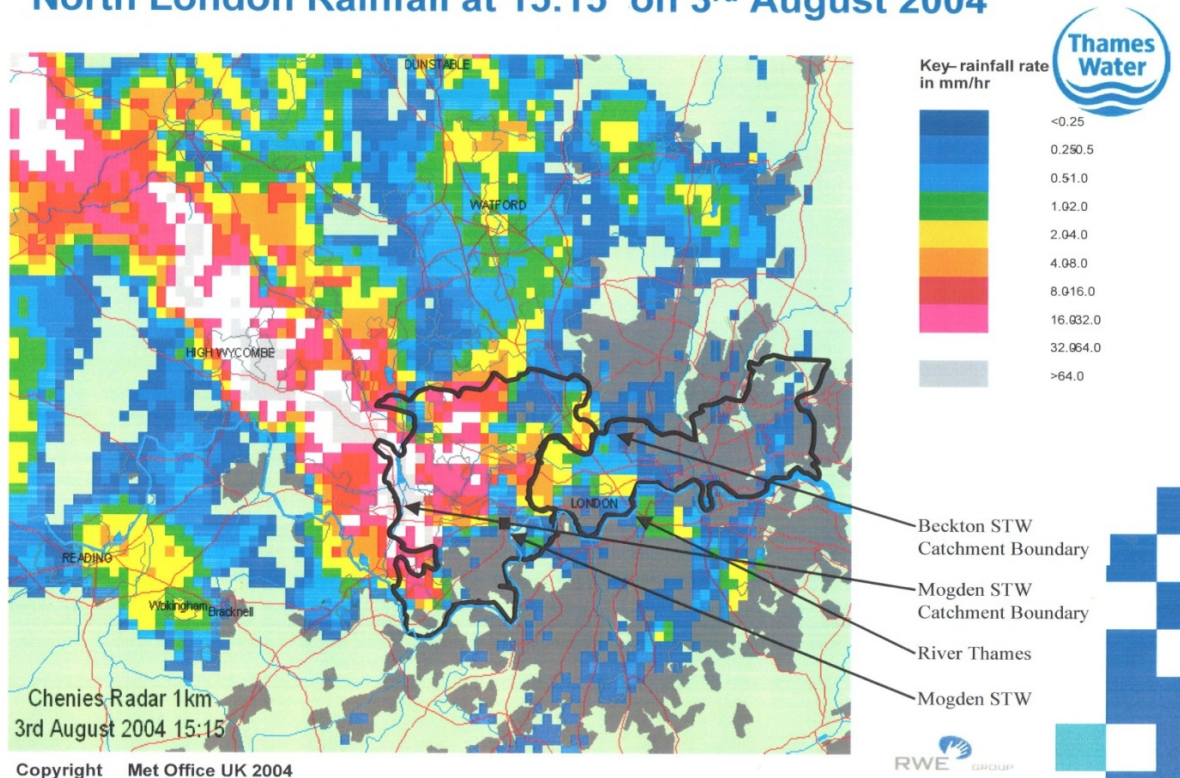 North London Rainfall at 15:15 on 3rd August 2004
Thames
Water
Key– rainfall rate
in mm/hr
<0.25
0.250.5
0.51.0
1.02.0
2.04.0
4.08.0
8.016.0
16.032.0
32.064.0
>64.0
DUNSTABLE
WATFORD
HIGH WYCOMBE
LONDON
READING
Wokingham
Bracknell
Beckton STW
Catchment Boundary
Mogden STW
Catchment Boundary
River Thames
Mogden STW
Chenies Radar 1km
3rd August 2004 15:15
RWE GROUP
Copyright Met Office UK 2004